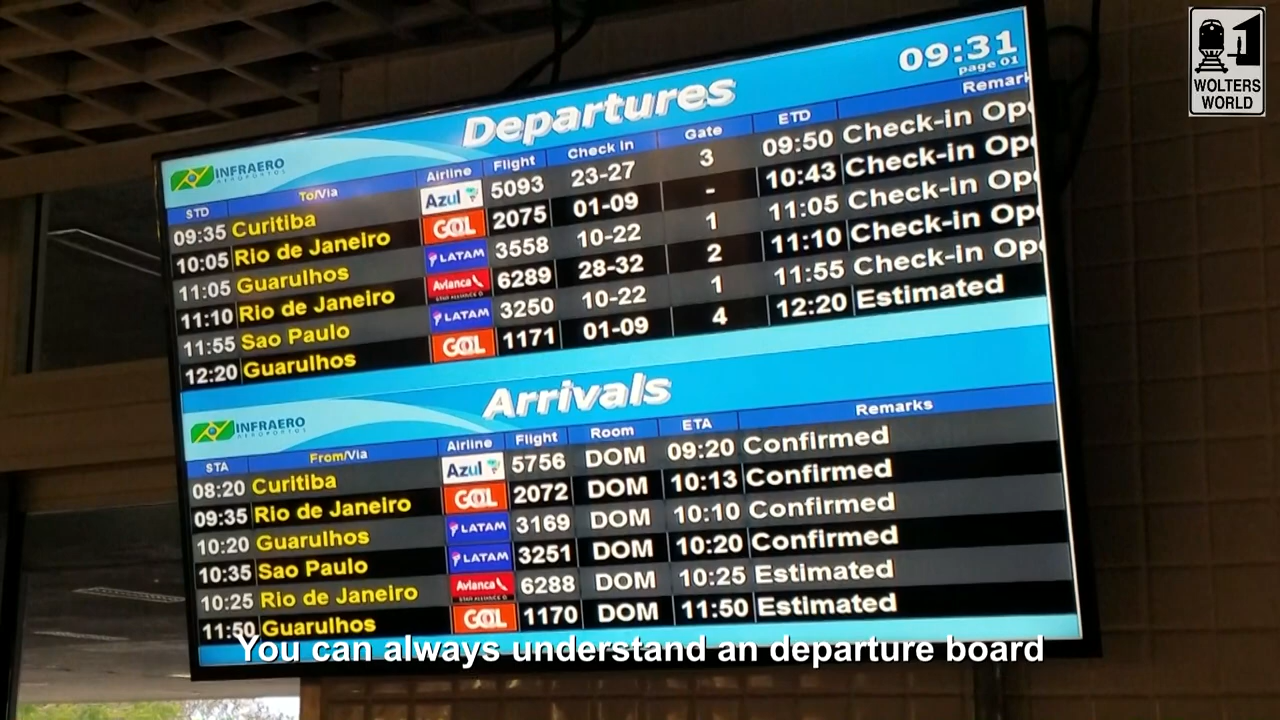 WOLTERS
WORLD
09:31
page 01
Departures
INFRAERO
AEROPORTOS
STD To/Via Airline Flight Check In Gate ETD Remark
09:35 Curitiba Azul 5093 23-27 3 09:50 Check-in Ope
10:05 Rio de Janeiro GOL 2075 01-09 - 10:43 Check-in Ope
11:05 Guarulhos LATAM 3558 10-22 1 11:05 Check-in Ope
11:10 Rio de Janeiro Avianca 6289 28-32 2 11:10 Check-in Ope
11:55 Sao Paulo LATAM 3250 10-22 1 11:55 Check-in Ope
12:20 Guarulhos GOL 1171 01-09 4 12:20 Estimated
Arrivals
INFRAERO
AEROPORTOS
STA From/Via Airline Flight Room ETA Remarks
08:20 Curitiba Azul 5756 DOM 09:20 Confirmed
09:35 Rio de Janeiro GOL 2072 DOM 10:13 Confirmed
10:20 Guarulhos LATAM 3169 DOM 10:10 Confirmed
10:35 Sao Paulo LATAM 3251 DOM 10:20 Confirmed
10:25 Rio de Janeiro Avianca 6288 DOM 10:25 Estimated
11:50 Guarulhos GOL 1170 DOM 11:50 Estimated
You can always understand an departure board